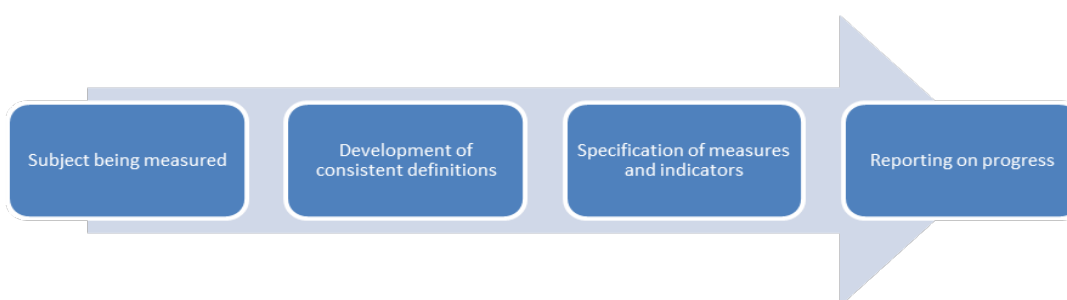 Subject being measured
Development of
consistent definitions
Specification of measures
and indicators
Reporting on progress